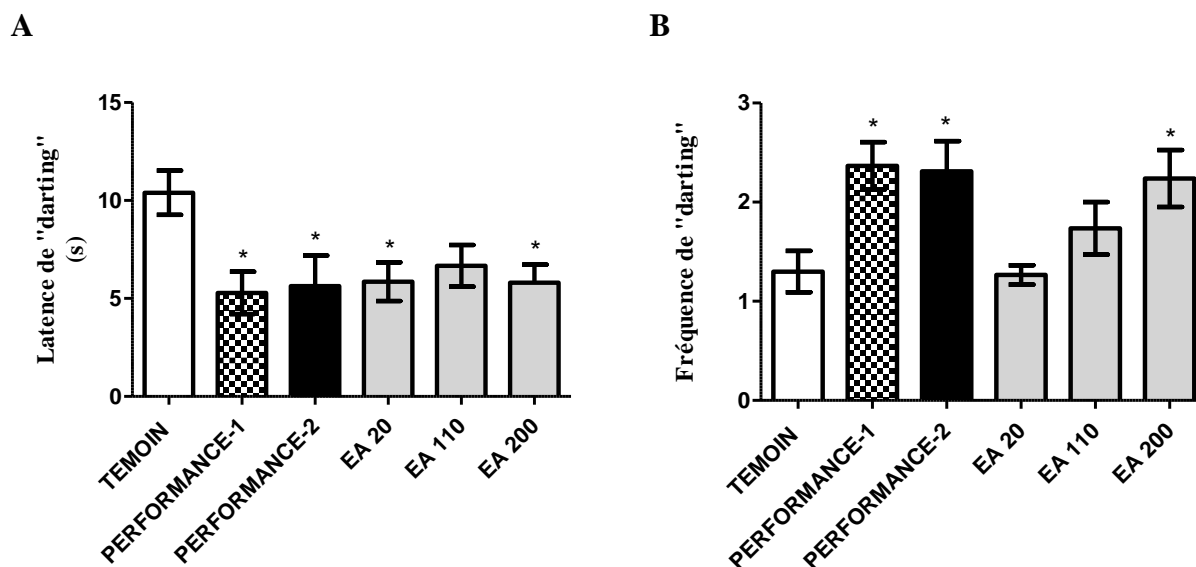 A
Latence de "darting"
(s)
15
10
5
0
*
*
*
*
TEMOIN
PERFORMANCE-1
PERFORMANCE-2
EA 20
EA 110
EA 200
B
Fréquence de "darting"
3
2
1
0
*
*
*
TEMOIN
PERFORMANCE-1
PERFORMANCE-2
EA 20
EA 110
EA 200